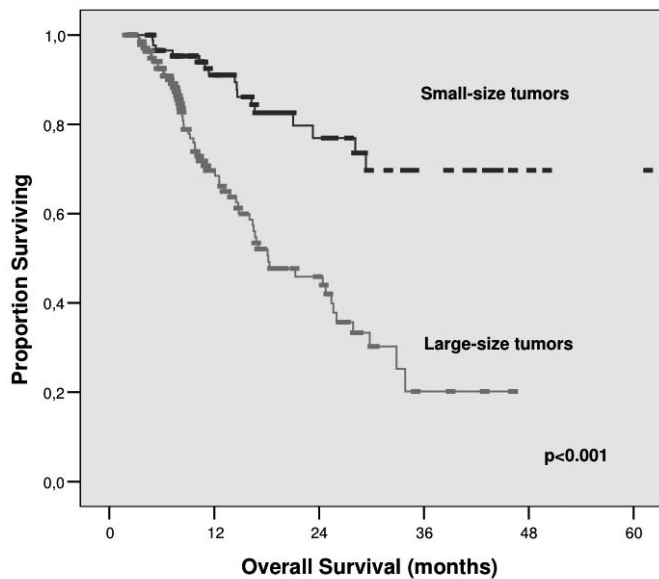 1,0
Small-size tumors
0,8
0,6
Proportion Surviving
0,4
Large-size tumors
0,2
p<0.001
0,0
0 12 24 36 48 60
Overall Survival (months)